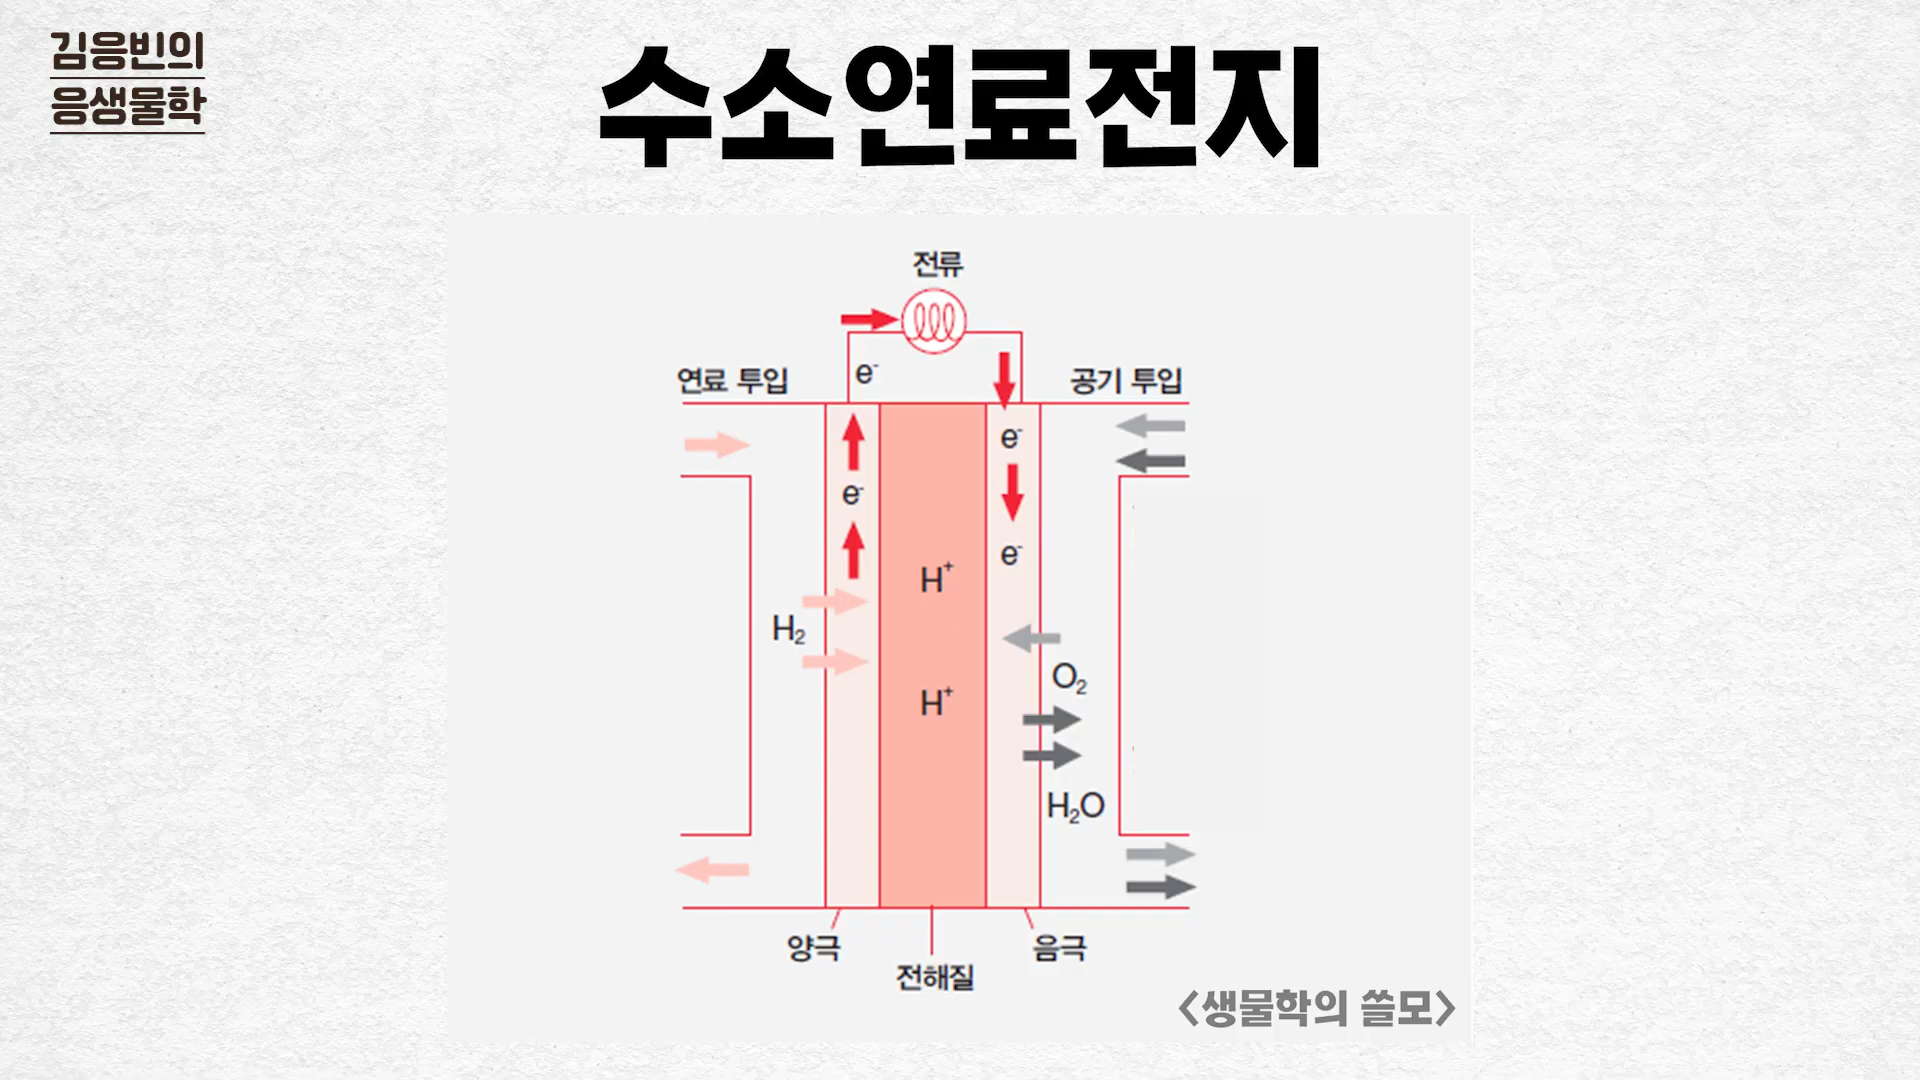 김응빈의
응생물학
수소연료전지
전류
연료 투입
e-
공기 투입
e-
e-
e-
H+
H2
O2
H+
H2O
양극
음극
전해질
<생물학의 쓸모>